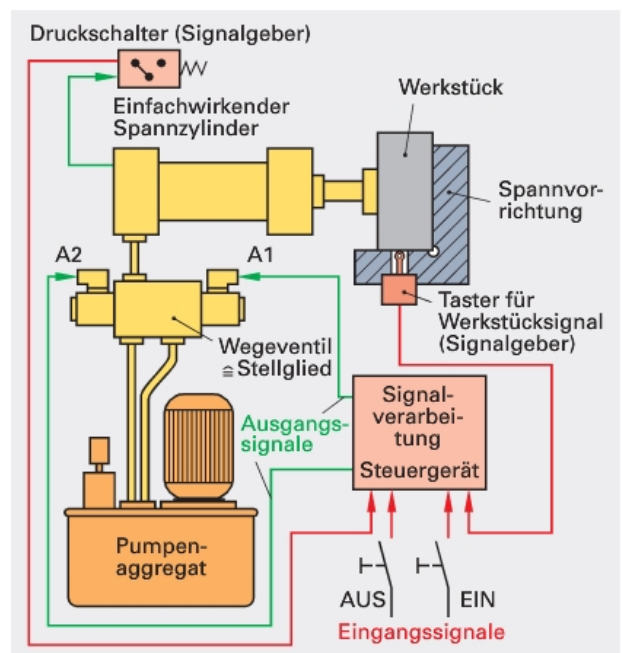 Druckschalter (Signalgeber)
Einfachwirkender
Spannzylinder
Werkstück
Spannvor-
richtung
A2
A1
Taster für
Werkstücksignal
(Signalgeber)
Wegeventil
≙ Stellglied
Ausgangs-
signale
Signal-
verarbei-
tung
Steuergerät
Pumpen-
aggregat
AUS
EIN
Eingangssignale